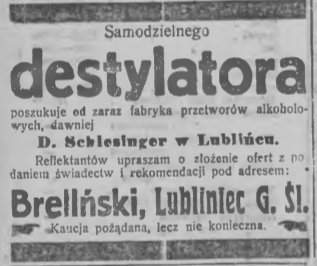 Samodzielnego
destylatora
poszukuje od zaraz fabryka przetworów alkoholo-
wych, dawniej
D. Schlesinger w Lublińcu.
Reflektantów upraszam o złożenie ofert z po
daniem świadectw i rekomendacji pod adresem:
Brelliński, Lubliniec G. Śl.
Kaucja pożądana, lecz nie konieczna.